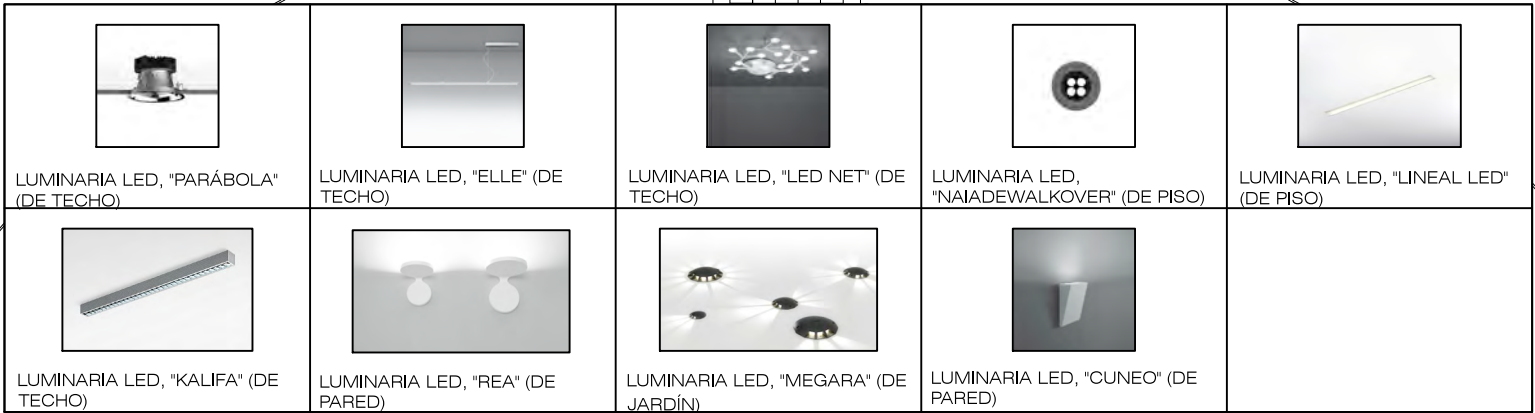 LUMINARIA LED, "PARÁBOLA"
(DE TECHO)
LUMINARIA LED, "ELLE" (DE
TECHO)
LUMINARIA LED, "LED NET" (DE
TECHO)
LUMINARIA LED,
"NAIADEWALKOVER" (DE PISO)
LUMINARIA LED, "LINEAL LED"
(DE PISO)
LUMINARIA LED, "KALIFA" (DE
TECHO)
LUMINARIA LED, "REA" (DE
PARED)
LUMINARIA LED, "MEGARA" (DE
JARDÍN)
LUMINARIA LED, "CUNEO" (DE
PARED)